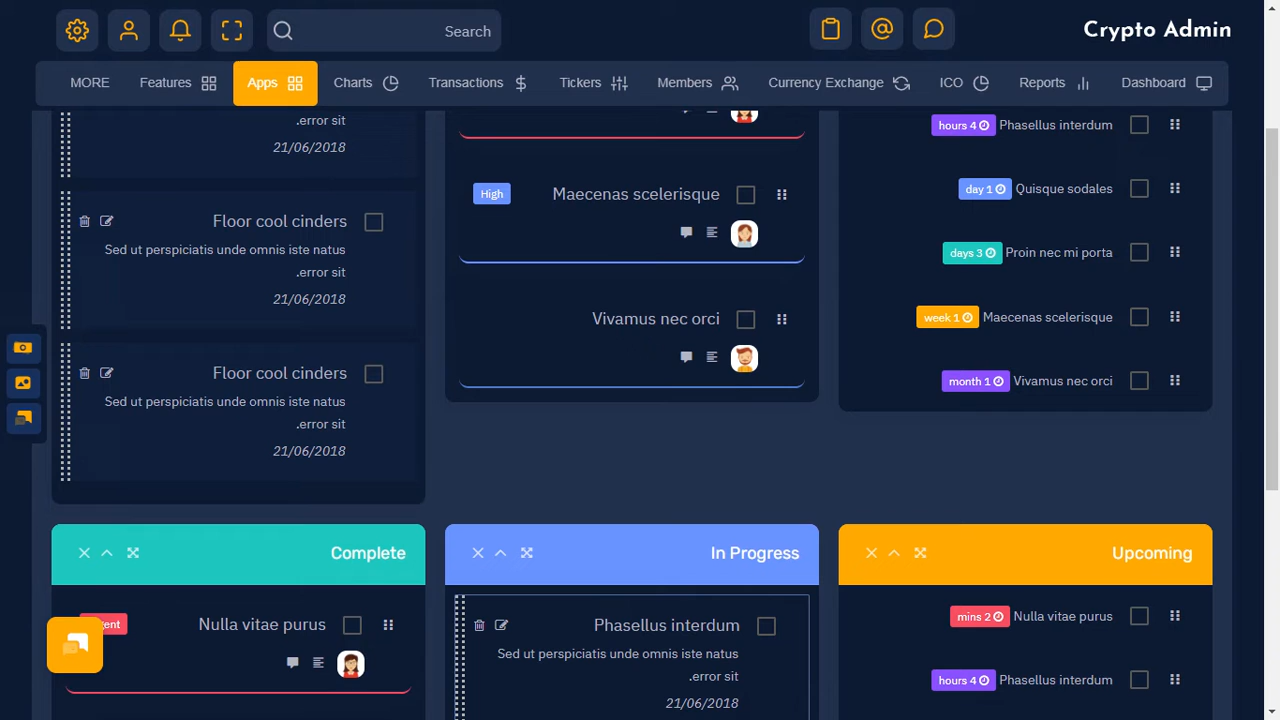 Search
Crypto Admin
MORE
Features
Apps
Charts
Transactions
Tickers
Members
Currency Exchange
ICO
Reports
Dashboard
.error sit
21/06/2018
Floor cool cinders
Sed ut perspiciatis unde omnis iste natus
.error sit
21/06/2018
Floor cool cinders
Sed ut perspiciatis unde omnis iste natus
.error sit
21/06/2018
High
Maecenas scelerisque
Vivamus nec orci
hours 4 Phasellus interdum
day 1 Quisque sodales
days 3 Proin nec mi porta
week 1 Maecenas scelerisque
month 1 Vivamus nec orci
Complete
Nulla vitae purus
In Progress
Phasellus interdum
Sed ut perspiciatis unde omnis iste natus
.error sit
21/06/2018
Upcoming
mins 2 Nulla vitae purus
hours 4 Phasellus interdum